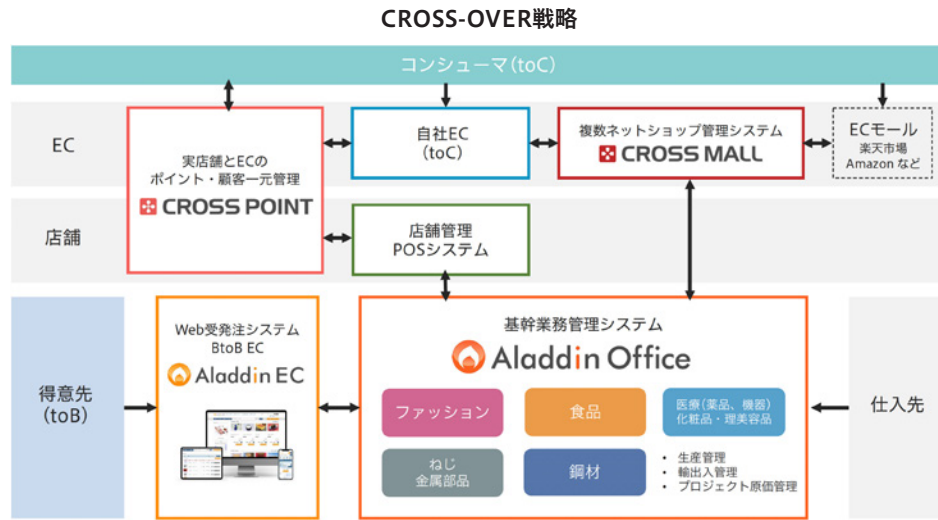 CROSS-OVER戦略
コンシューマ(toC)
EC
実店舗とECの
ポイント・顧客一元管理
CROSS POINT
自社EC
(toC)
複数ネットショップ管理システム
CROSS MALL
ECモール
楽天市場
Amazon など
店舗
店舗管理
POSシステム
得意先
(toB)
Web受発注システム
BtoB EC
Aladdin EC
基幹業務管理システム
Aladdin Office
ファッション
食品
医療(薬品、機器)
化粧品・理美容品
ねじ
金属部品
鋼材
• 生産管理
• 輸出入管理
• プロジェクト原価管理
仕入先